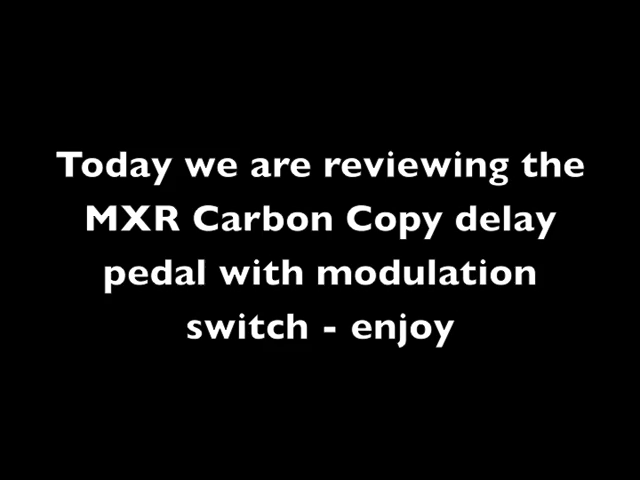 Today we are reviewing the
MXR Carbon Copy delay
pedal with modulation
switch - enjoy